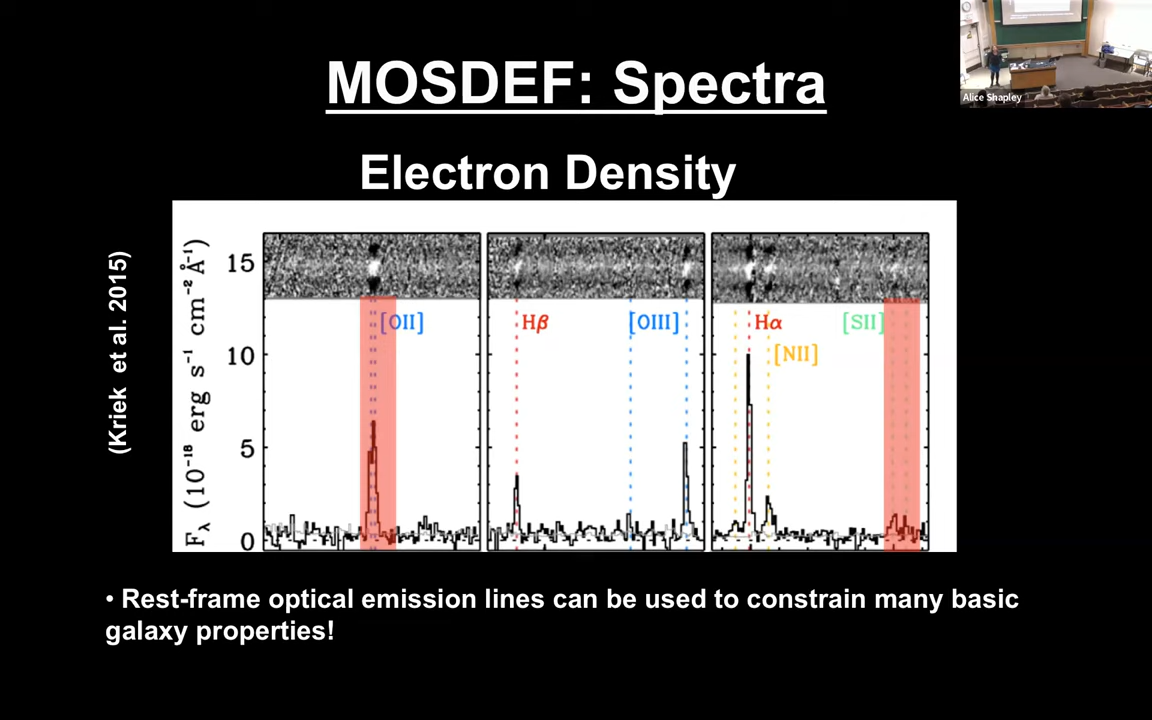 MOSDEF: Spectra
Alice Shapley
Electron Density
(Kriek et al. 2015)
F_λ (10⁻¹⁸ erg s⁻¹ cm⁻² Å⁻¹)
15
10
5
0
[OII]
Hβ
[OIII]
Hα
[NII]
[SII]
• Rest-frame optical emission lines can be used to constrain many basic
galaxy properties!